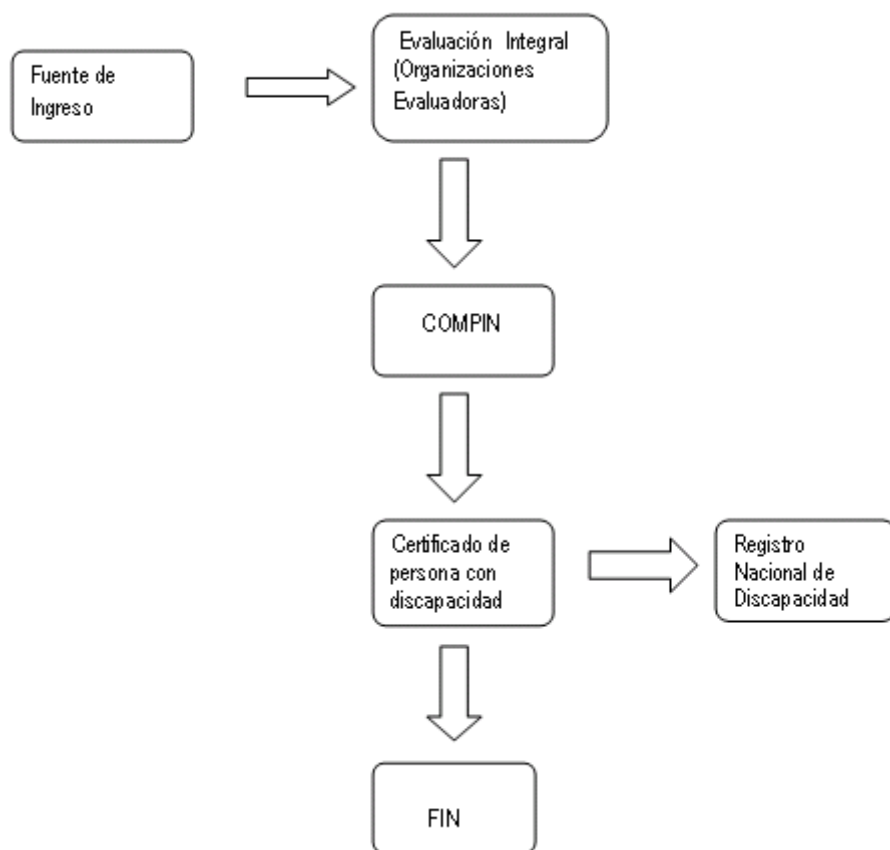 Fuente de
Ingreso
Evaluación Integral
(Organizaciones
Evaluadoras)
COMPIN
Certificado de
persona con
discapacidad
Registro
Nacional de
Discapacidad
FIN